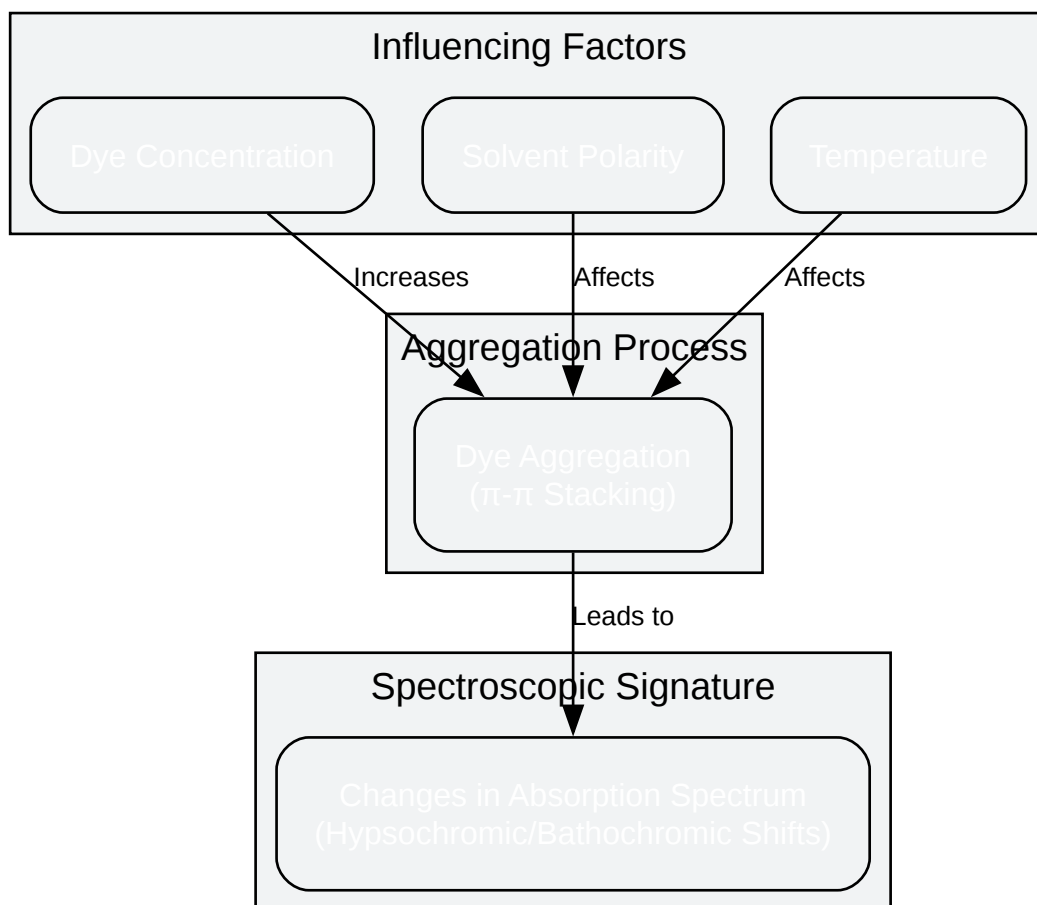 Influencing Factors
Dye Concentration
Solvent Polarity
Temperature
Increases
Affects
Affects
Aggregation Process
Dye Aggregation
(π-π Stacking)
Leads to
Spectroscopic Signature
Changes in Absorption Spectrum
(Hypsochromic/Bathochromic Shifts)